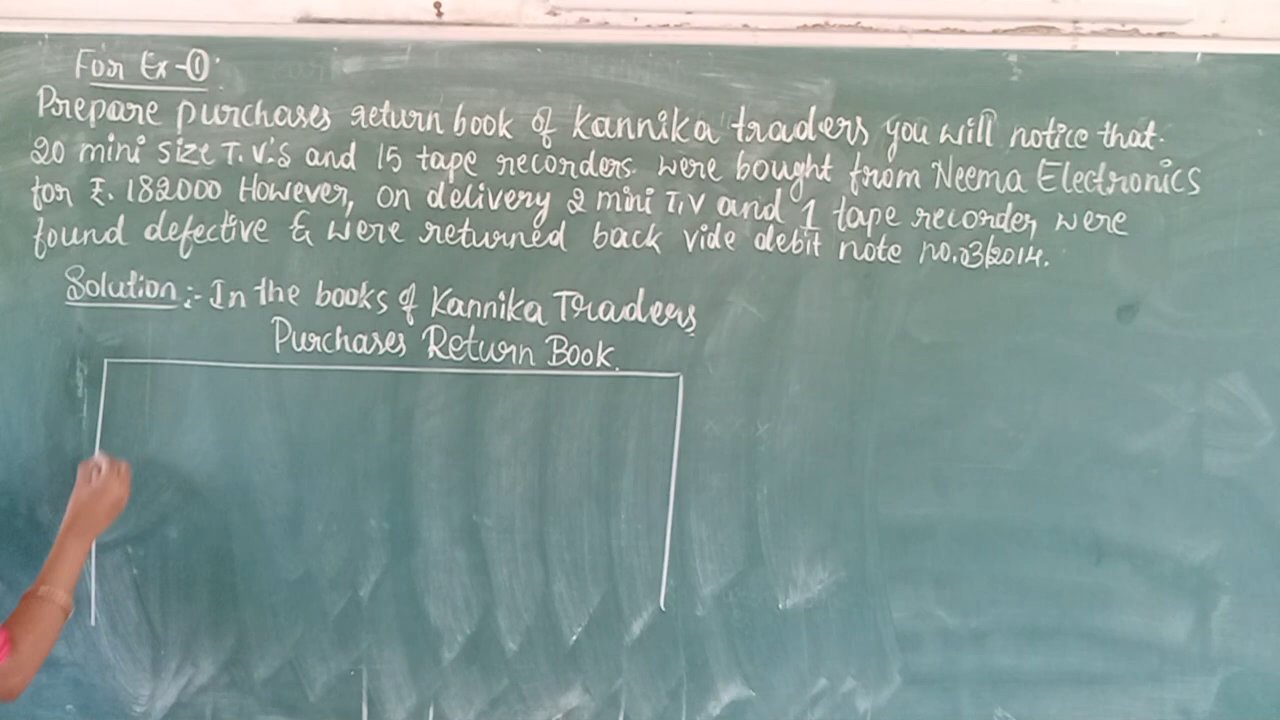 For Ex-①:
Prepare purchases return book of Kannika traders you will notice that.
20 mini size T.V.'s and 15 tape recorders were bought from Neema Electronics
for ₹. 182000 However, on delivery 2 mini T.V and 1 tape recorder were
found defective & were returned back vide debit note no.03/2014.
Solution:- In the books of Kannika Traders
Purchases Return Book.